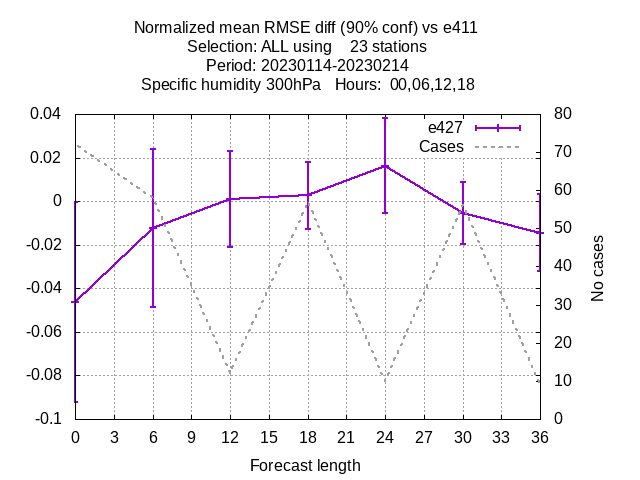 Normalized mean RMSE diff (90% conf) vs e411
Selection: ALL using    23 stations
Period: 20230114-20230214
Specific humidity 300hPa   Hours:  00,06,12,18
0.04
0.02
0
-0.02
-0.04
-0.06
-0.08
-0.1
e427
Cases
80
70
60
50
40
30
20
10
0
No cases
0 3 6 9 12 15 18 21 24 27 30 33 36
Forecast length